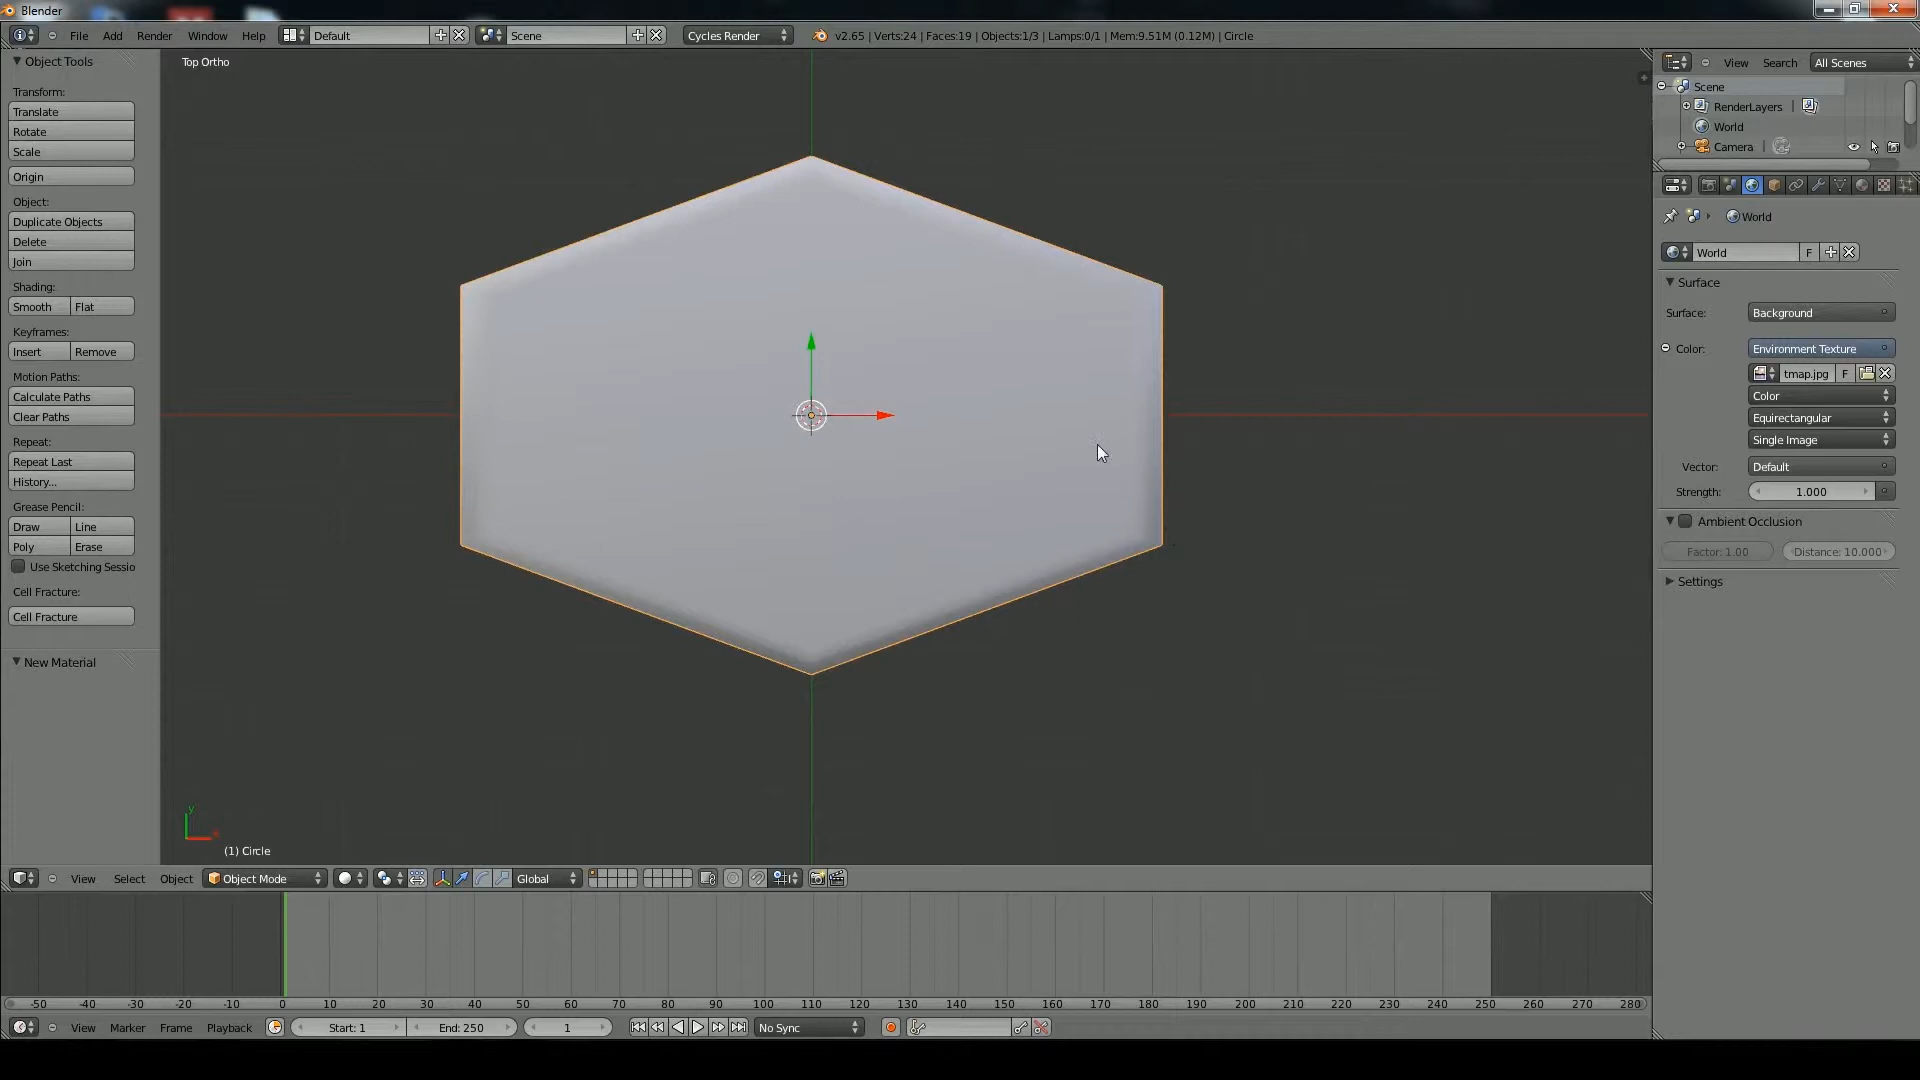 Blender
File Add Render Window Help Default Scene Cycles Render v2.65 | Verts:24 | Faces:19 | Objects:1/3 | Lamps:0/1 | Mem:9.51M (0.12M) | Circle
Object Tools
Transform:
Translate
Rotate
Scale
Origin
Object:
Duplicate Objects
Delete
Join
Shading:
Smooth Flat
Keyframes:
Insert Remove
Motion Paths:
Calculate Paths
Clear Paths
Repeat:
Repeat Last
History...
Grease Pencil:
Draw Line
Poly Erase
Use Sketching Sessio
Cell Fracture:
Cell Fracture
New Material
Top Ortho
y
(1) Circle
View Search All Scenes
Scene
RenderLayers |
World
Camera
World
World F
Surface
Surface: Background
Color: Environment Texture
tmap.jpg F
Color
Equirectangular
Single Image
Vector: Default
Strength: 1.000
Ambient Occlusion
Factor: 1.00 Distance: 10.000
Settings
View Select Object Object Mode Global
-50 -40 -30 -20 -10 0 10 20 30 40 50 60 70 80 90 100 110 120 130 140 150 160 170 180 190 200 210 220 230 240 250 260 270 280
View Marker Frame Playback Start: 1 End: 250 1 No Sync